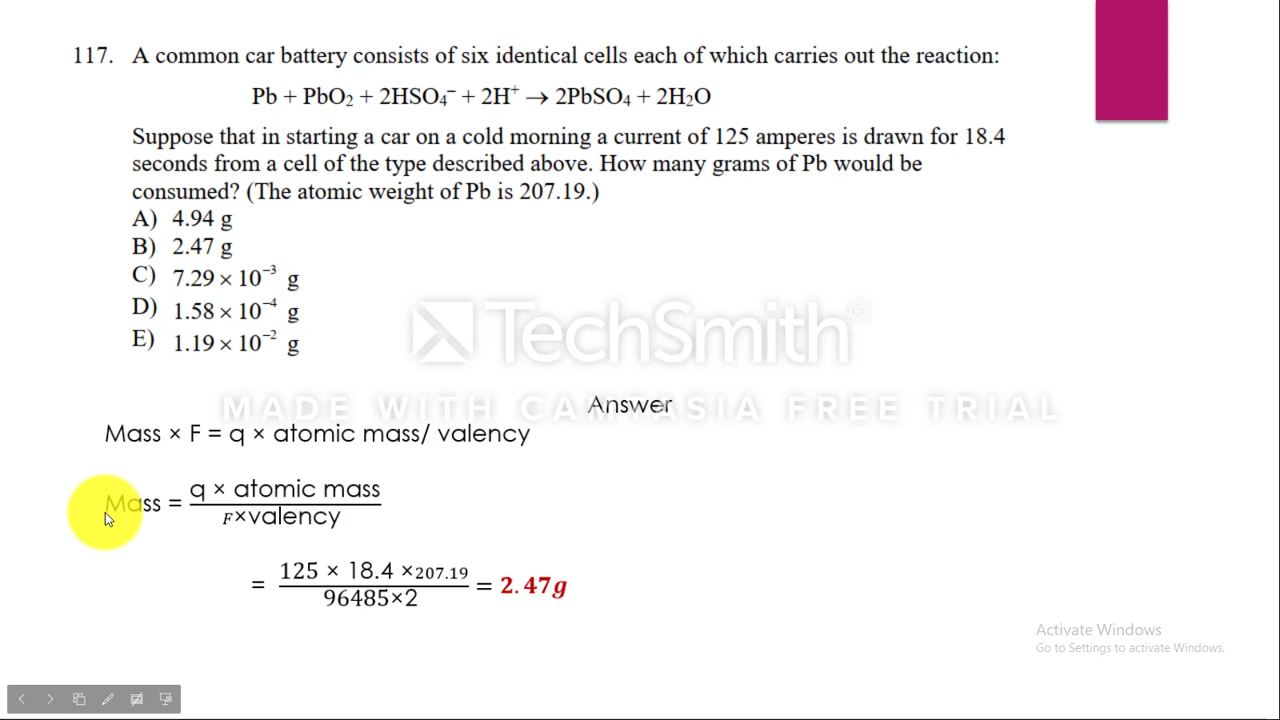 117. A common car battery consists of six identical cells each of which carries out the reaction:
Pb + PbO₂ + 2HSO₄⁻ + 2H⁺ → 2PbSO₄ + 2H₂O
Suppose that in starting a car on a cold morning a current of 125 amperes is drawn for 18.4
seconds from a cell of the type described above. How many grams of Pb would be
consumed? (The atomic weight of Pb is 207.19.)
A) 4.94 g
B) 2.47 g
C) 7.29 × 10⁻³ g
D) 1.58 × 10⁻⁴ g
E) 1.19 × 10⁻² g
TechSmith®
MADE WITH CAMTASIA FREE TRIAL
Answer
Mass × F = q × atomic mass/ valency
q × atomic mass
Mass =
F×valency
125 × 18.4 ×207.19
= = 2.47g
96485×2
Activate Windows
Go to Settings to activate Windows.